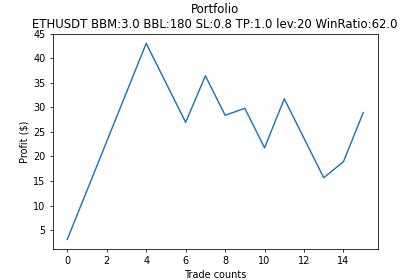 Portfolio
ETHUSDT BBM:3.0 BBL:180 SL:0.8 TP:1.0 lev:20 WinRatio:62.0
45
40
35
30
25
20
15
10
5
Profit ($)
0 2 4 6 8 10 12 14
Trade counts